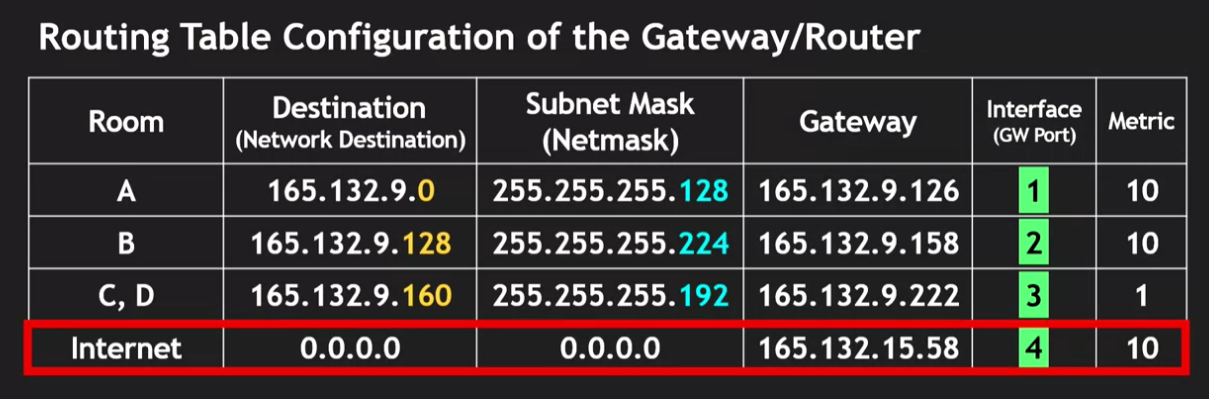 Routing Table Configuration of the Gateway/Router
Room Destination (Network Destination) Subnet Mask (Netmask) Gateway Interface (GW Port) Metric
A 165.132.9.0 255.255.255.128 165.132.9.126 1 10
B 165.132.9.128 255.255.255.224 165.132.9.158 2 10
C, D 165.132.9.160 255.255.255.192 165.132.9.222 3 1
Internet 0.0.0.0 0.0.0.0 165.132.15.58 4 10